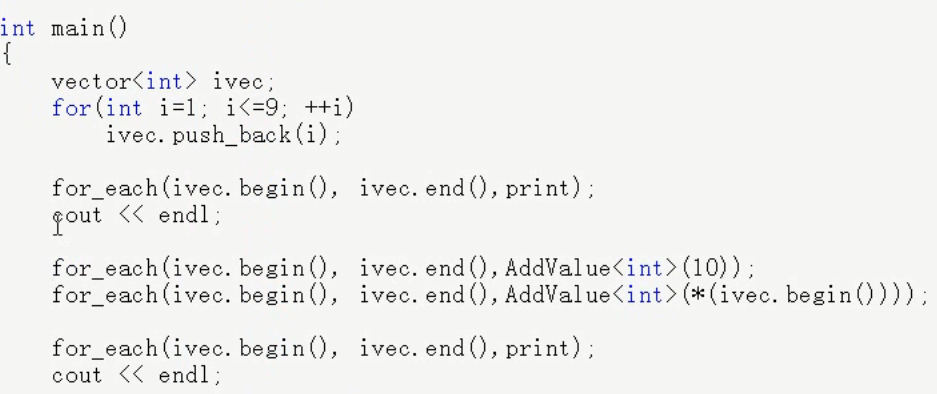 int main()
{
vector<int> ivec;
for(int i=1; i<=9; ++i)
ivec.push_back(i);
for_each(ivec.begin(), ivec.end(),print);
cout << endl;
for_each(ivec.begin(), ivec.end(),AddValue<int>(10));
for_each(ivec.begin(), ivec.end(),AddValue<int>(*(ivec.begin())));
for_each(ivec.begin(), ivec.end(),print);
cout << endl;